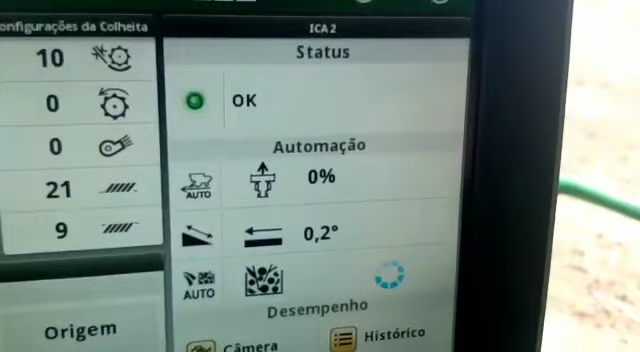 onfigurações da Colheita
10
0
0
21
9
Origem
ICA 2
Status
OK
Automação
AUTO
0%
0,2°
AUTO
Desempenho
Câmera
Histórico